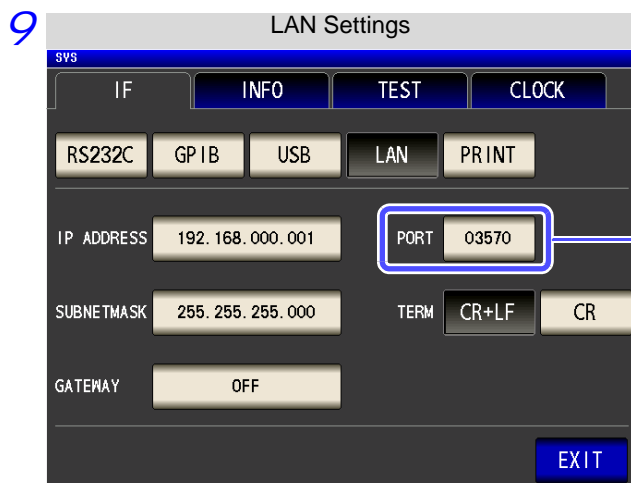 9
LAN Settings
SYS
IF INFO TEST CLOCK
RS232C GPIB USB LAN PRINT
IP ADDRESS 192.168.000.001 PORT 03570
SUBNETMASK 255.255.255.000 TERM CR+LF CR
GATEWAY OFF
EXIT